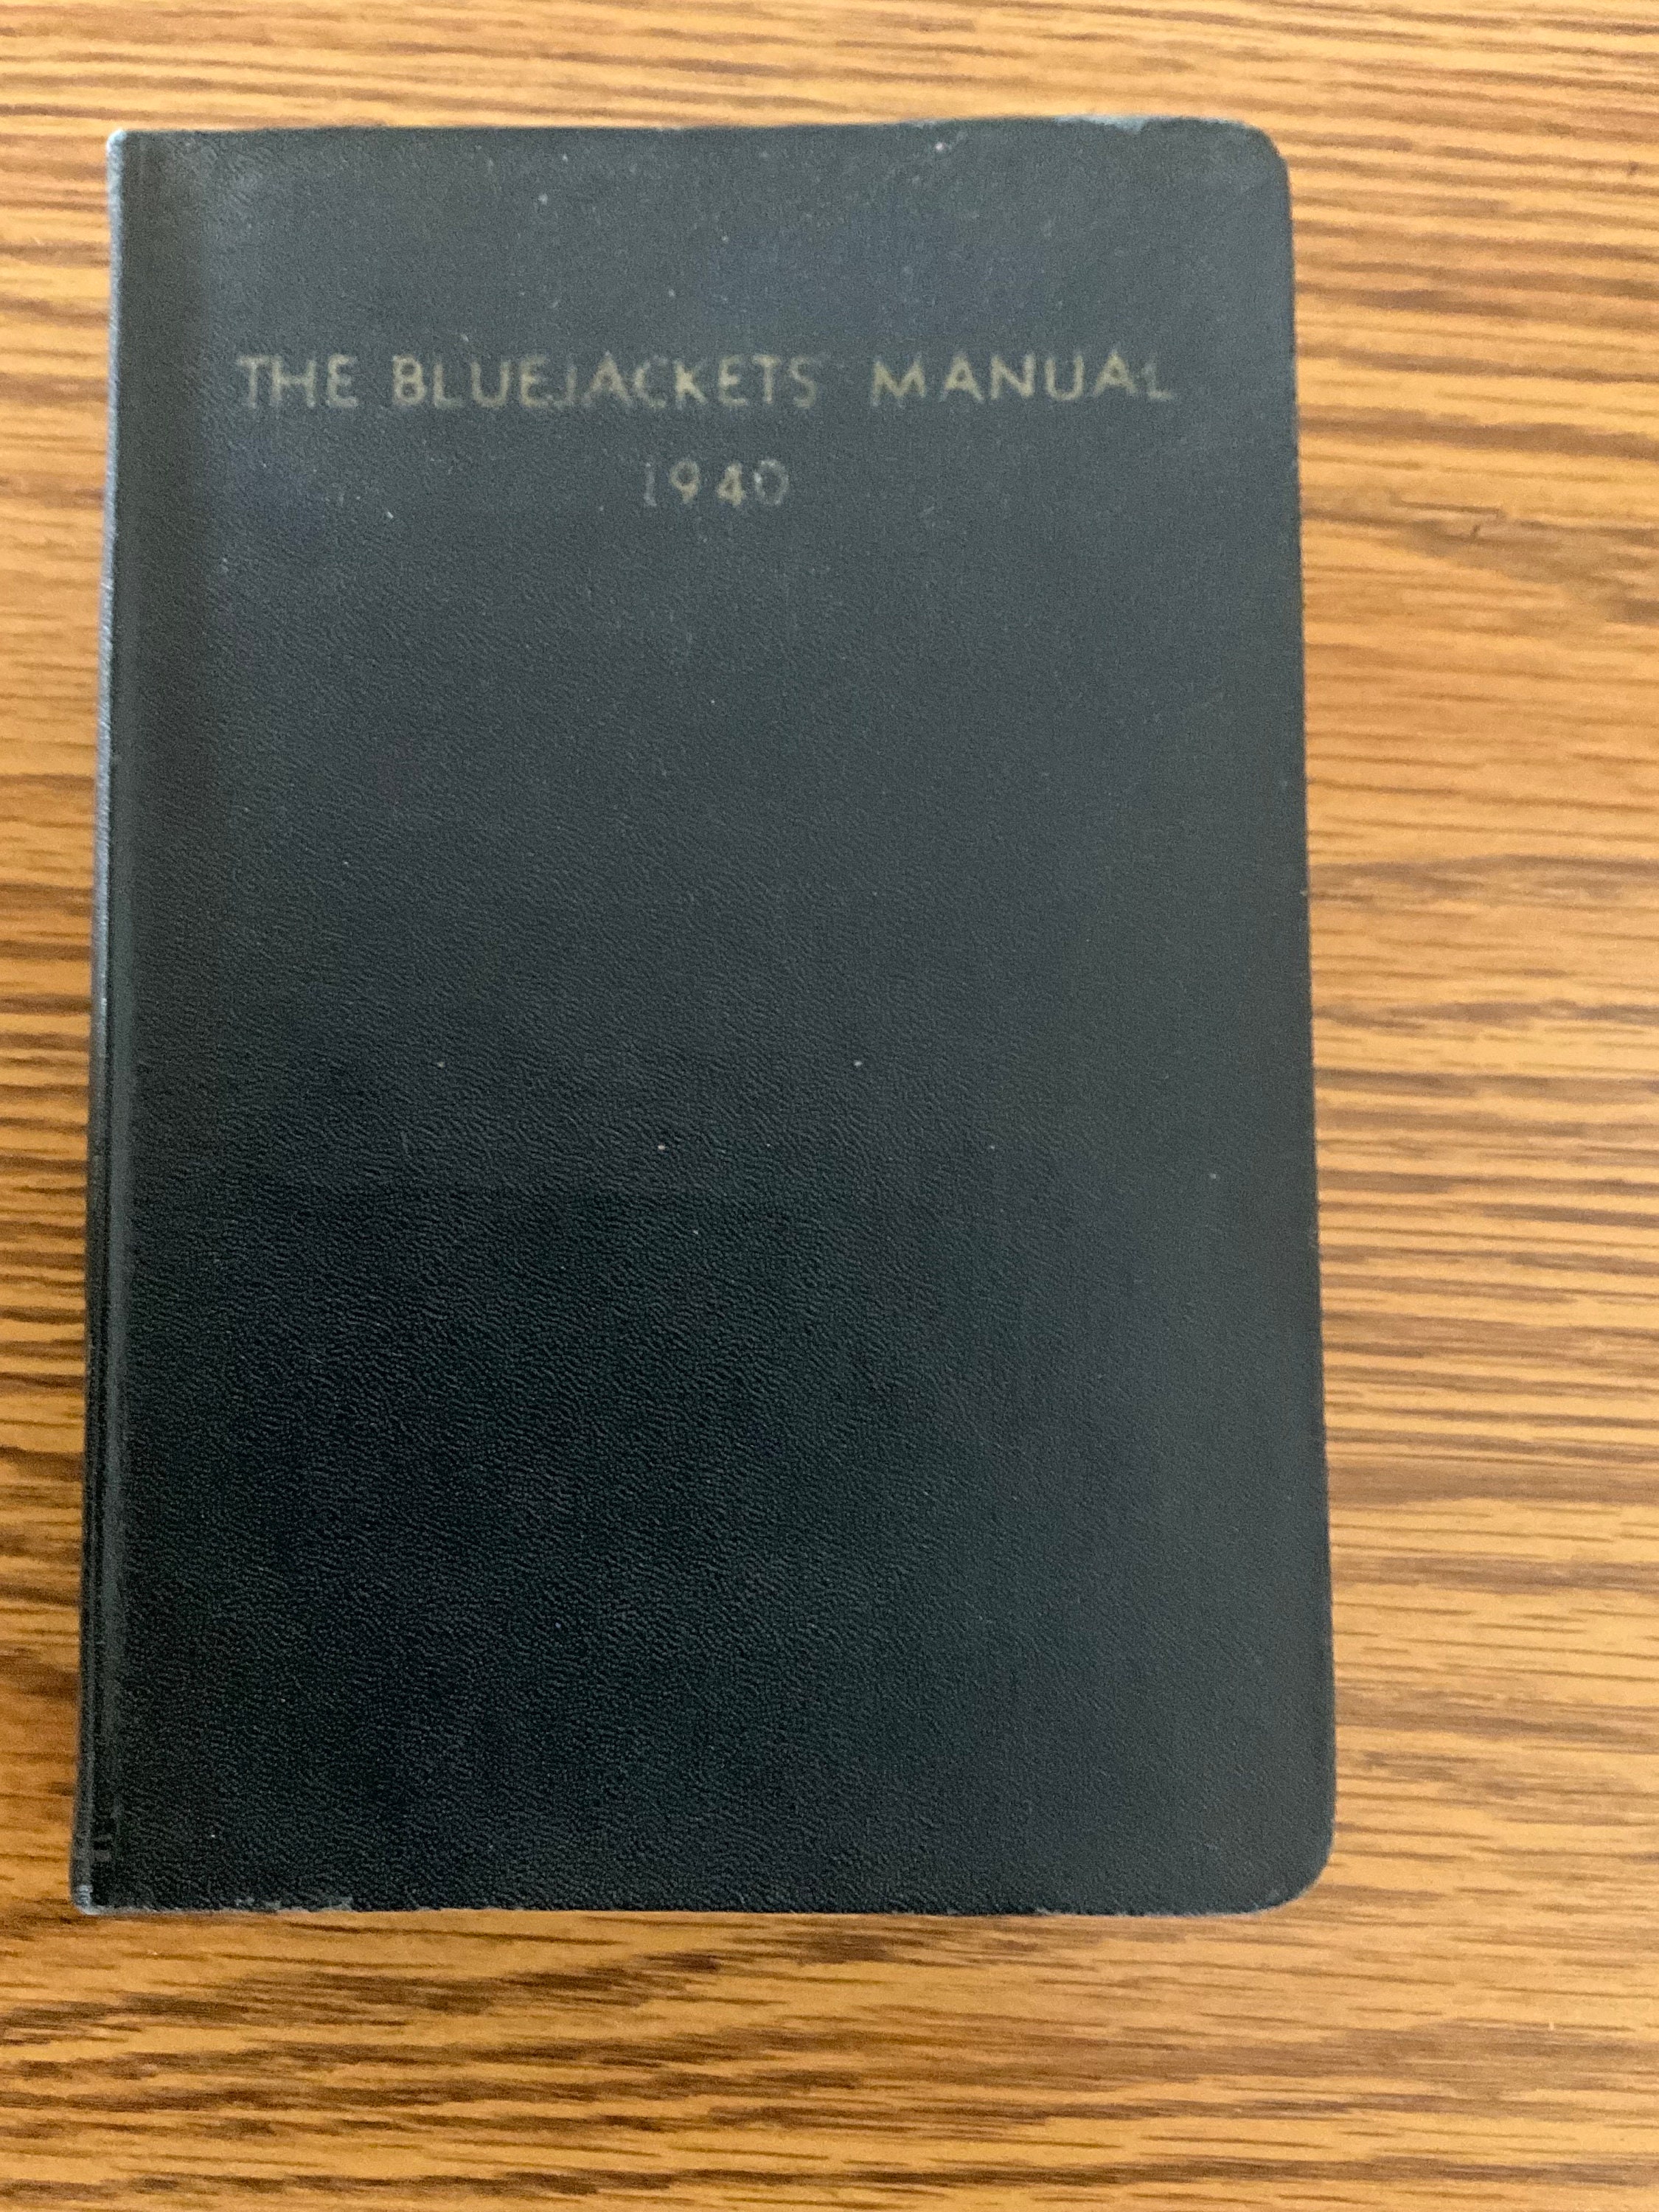 THE BLUEJACKETS' MANUAL
1940